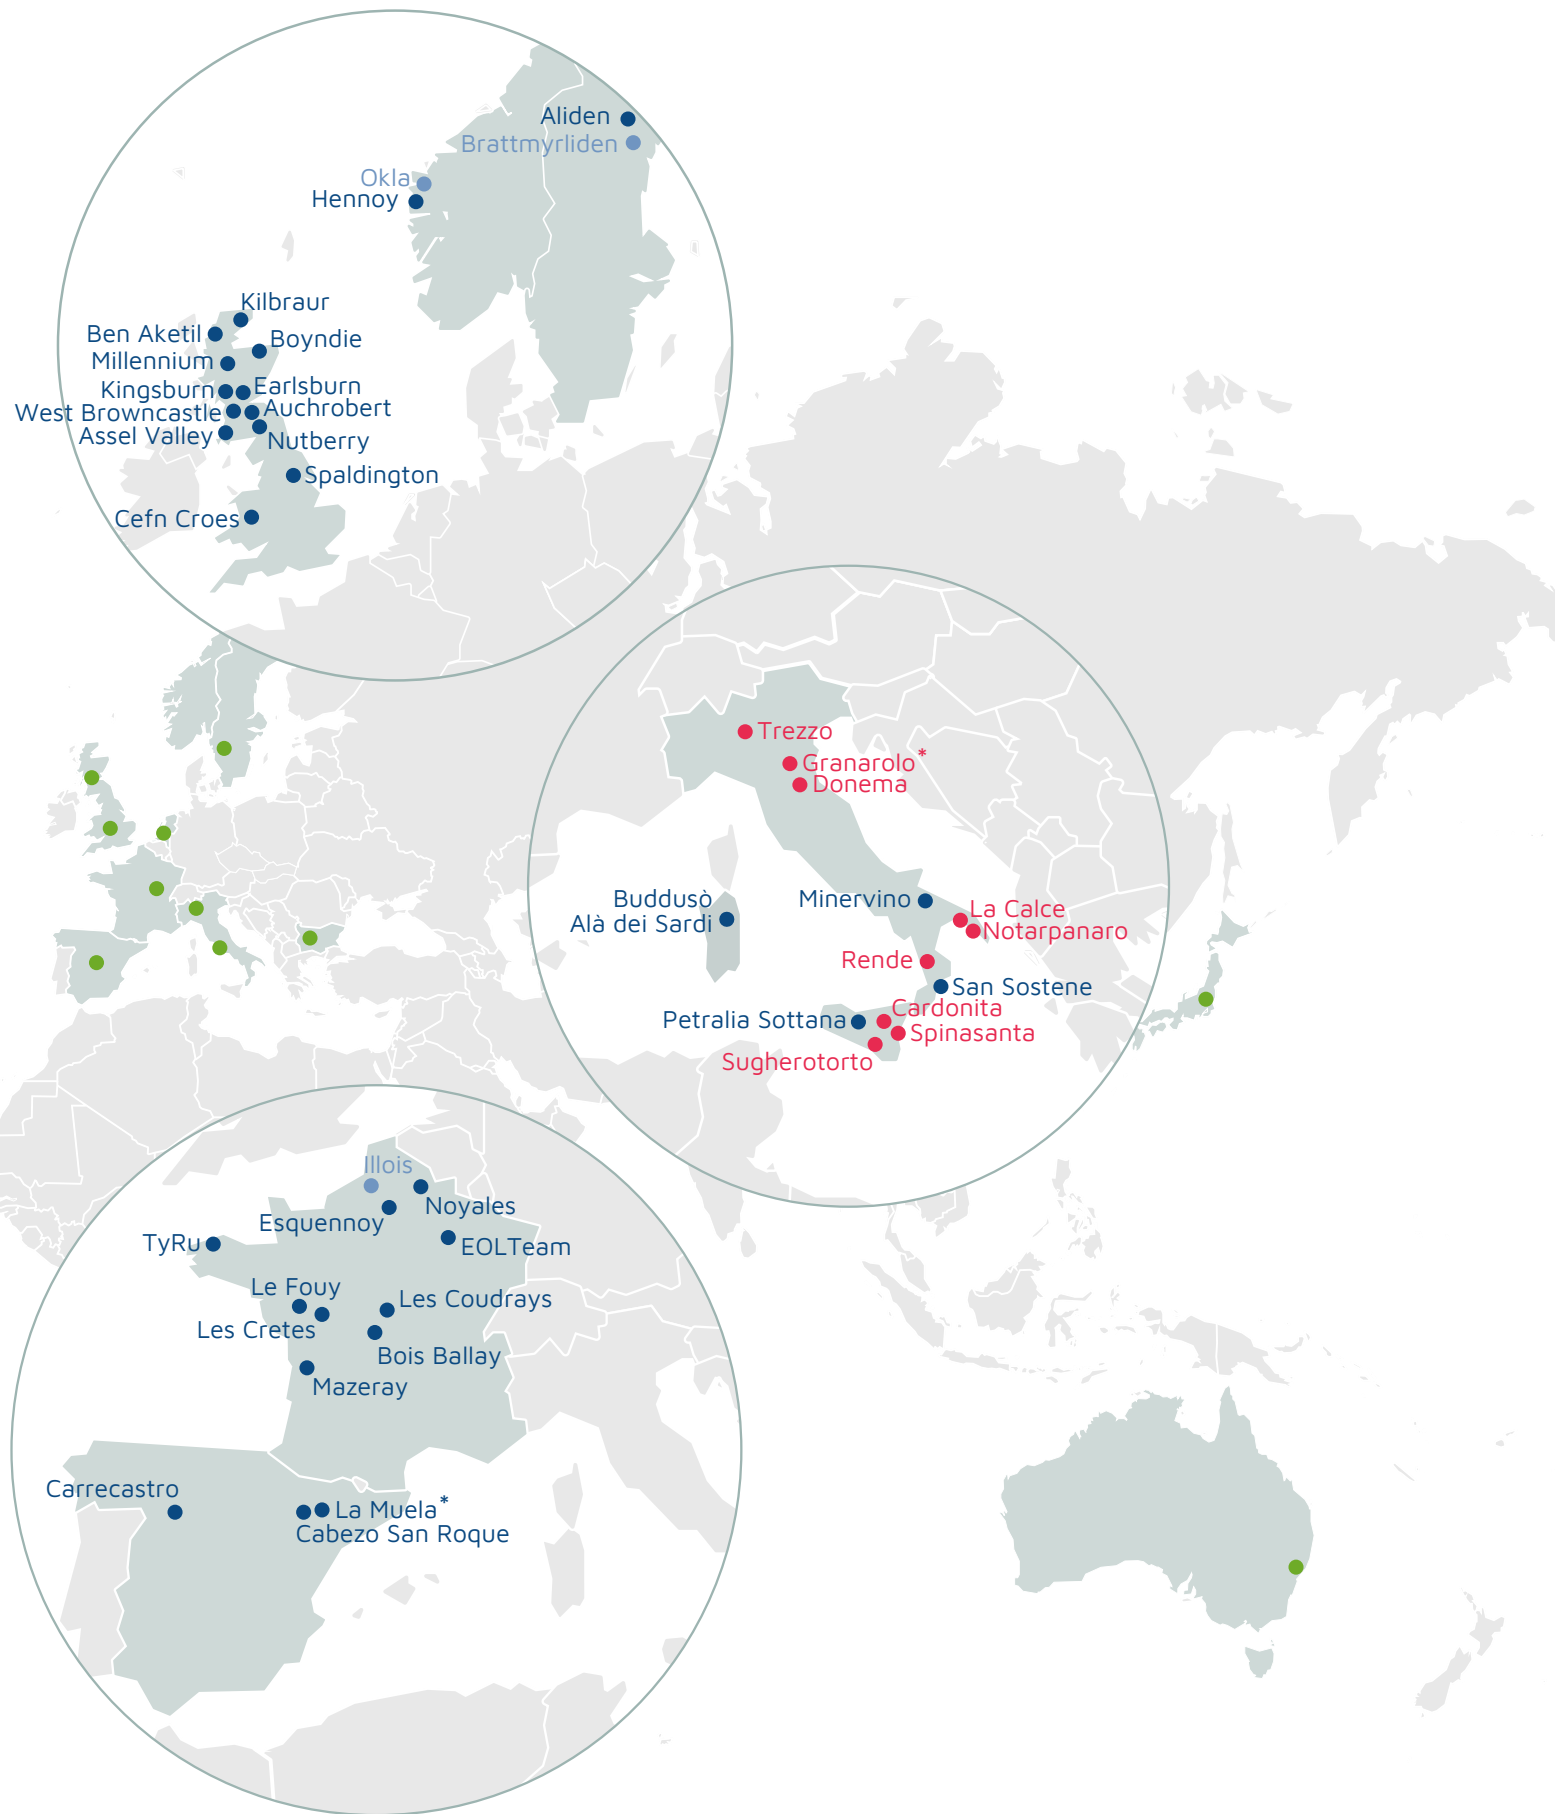 Aliden
Brattmyrliden
Okla
Hennoy
Kilbraur
Ben Aketil
Boyndie
Millennium
Kingsburn
Earlsburn
West Browncastle
Auchrobert
Assel Valley
Nutberry
Spaldington
Cefn Croes
Trezzo
Granarolo*
Donema
Buddusò
Alà dei Sardi
Minervino
La Calce
Notarpanaro
Rende
San Sostene
Cardonita
Petralia Sottana
Spinasanta
Sugherotorto
Illois
Noyales
Esquennoy
TyRu
EOLTeam
Le Fouy
Les Coudrays
Les Cretes
Bois Ballay
Mazeray
Carrecastro
La Muela*
Cabezo San Roque